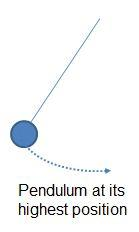 Pendulum at its
highest position